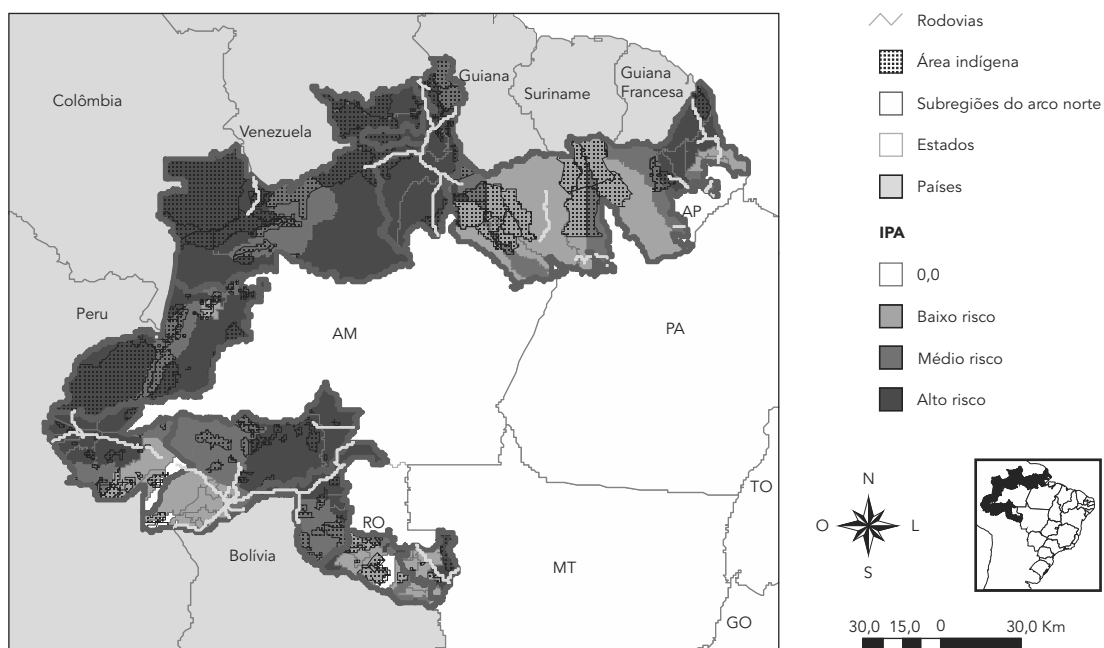 Colômbia
Venezuela
Guiana
Suriname
Guiana
Francesa
Peru
AM
PA
AP
RO
Bolívia
MT
TO
GO
Rodovias
Área indígena
Subregiões do arco norte
Estados
Países
IPA
0,0
Baixo risco
Médio risco
Alto risco
N
O
L
S
30,0 15,0 0 30,0 Km